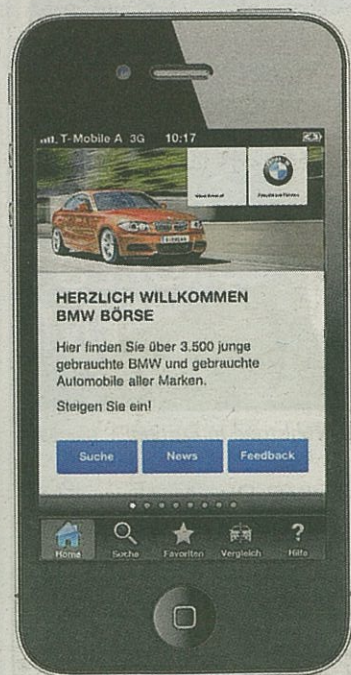 T-Mobile A 3G 10:17
HERZLICH WILLKOMMEN
BMW BÖRSE
Hier finden Sie über 3.500 junge
gebrauchte BMW und gebrauchte
Automobile aller Marken.
Steigen Sie ein!
Suche News Feedback
Home Suche Favoriten Vergleich Hilfe